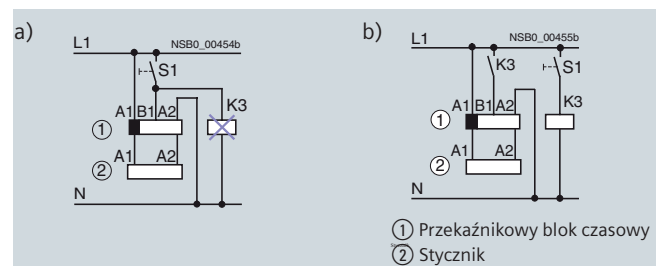 a)
L1
NSB0_00454b
S1
A1 B1 A2
K3
①
A1 A2
②
N
b)
L1
NSB0_00455b
K3
S1
A1 B1 A2
K3
①
A1 A2
②
N
① Przekaźnikowy blok czasowy
② Stycznik